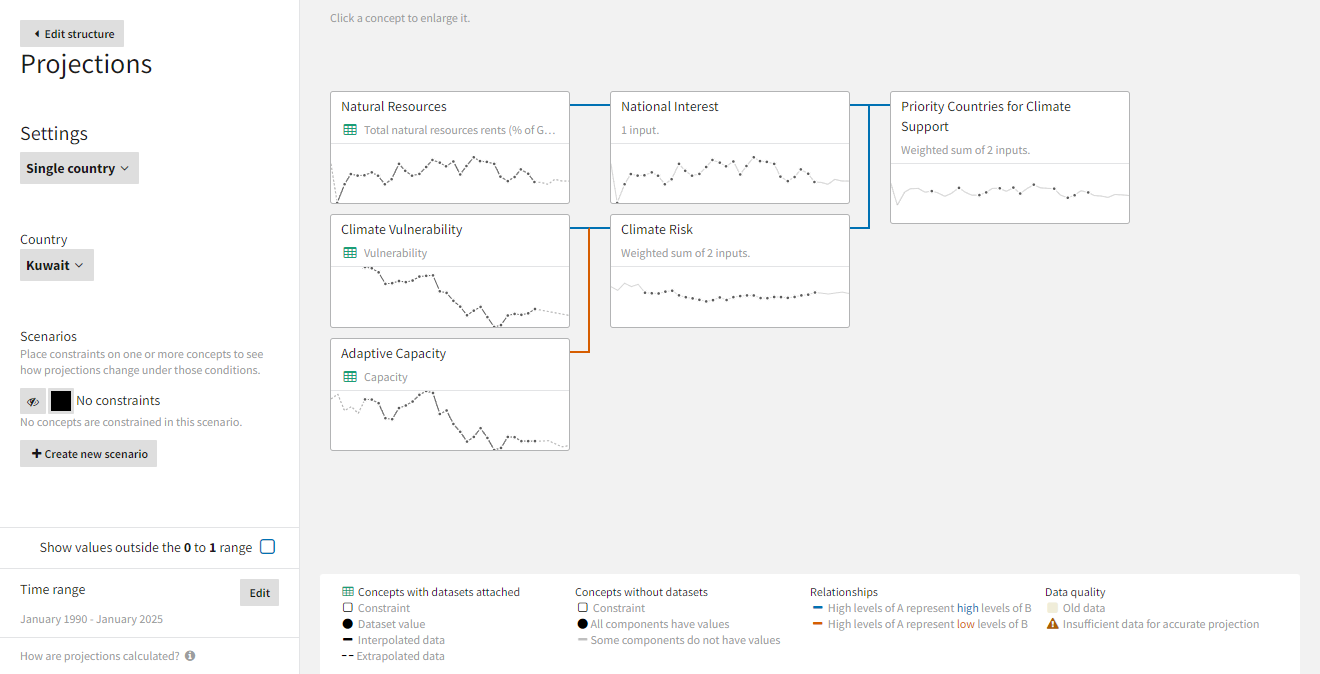 Edit structure
Projections
Settings
Single country
Country
Kuwait
Scenarios
Place constraints on one or more concepts to see
how projections change under those conditions.
No constraints
No concepts are constrained in this scenario.
Create new scenario
Show values outside the 0 to 1 range
Time range
Edit
January 1990 - January 2025
How are projections calculated?
Click a concept to enlarge it.
Natural Resources
Total natural resources rents (% of G…
National Interest
1 input.
Priority Countries for Climate
Support
Weighted sum of 2 inputs.
Climate Vulnerability
Vulnerability
Climate Risk
Weighted sum of 2 inputs.
Adaptive Capacity
Capacity
Concepts with datasets attached
Constraint
Dataset value
Interpolated data
Extrapolated data
Concepts without datasets
Constraint
All components have values
Some components do not have values
Relationships
High levels of A represent high levels of B
High levels of A represent low levels of B
Data quality
Old data
Insufficient data for accurate projection